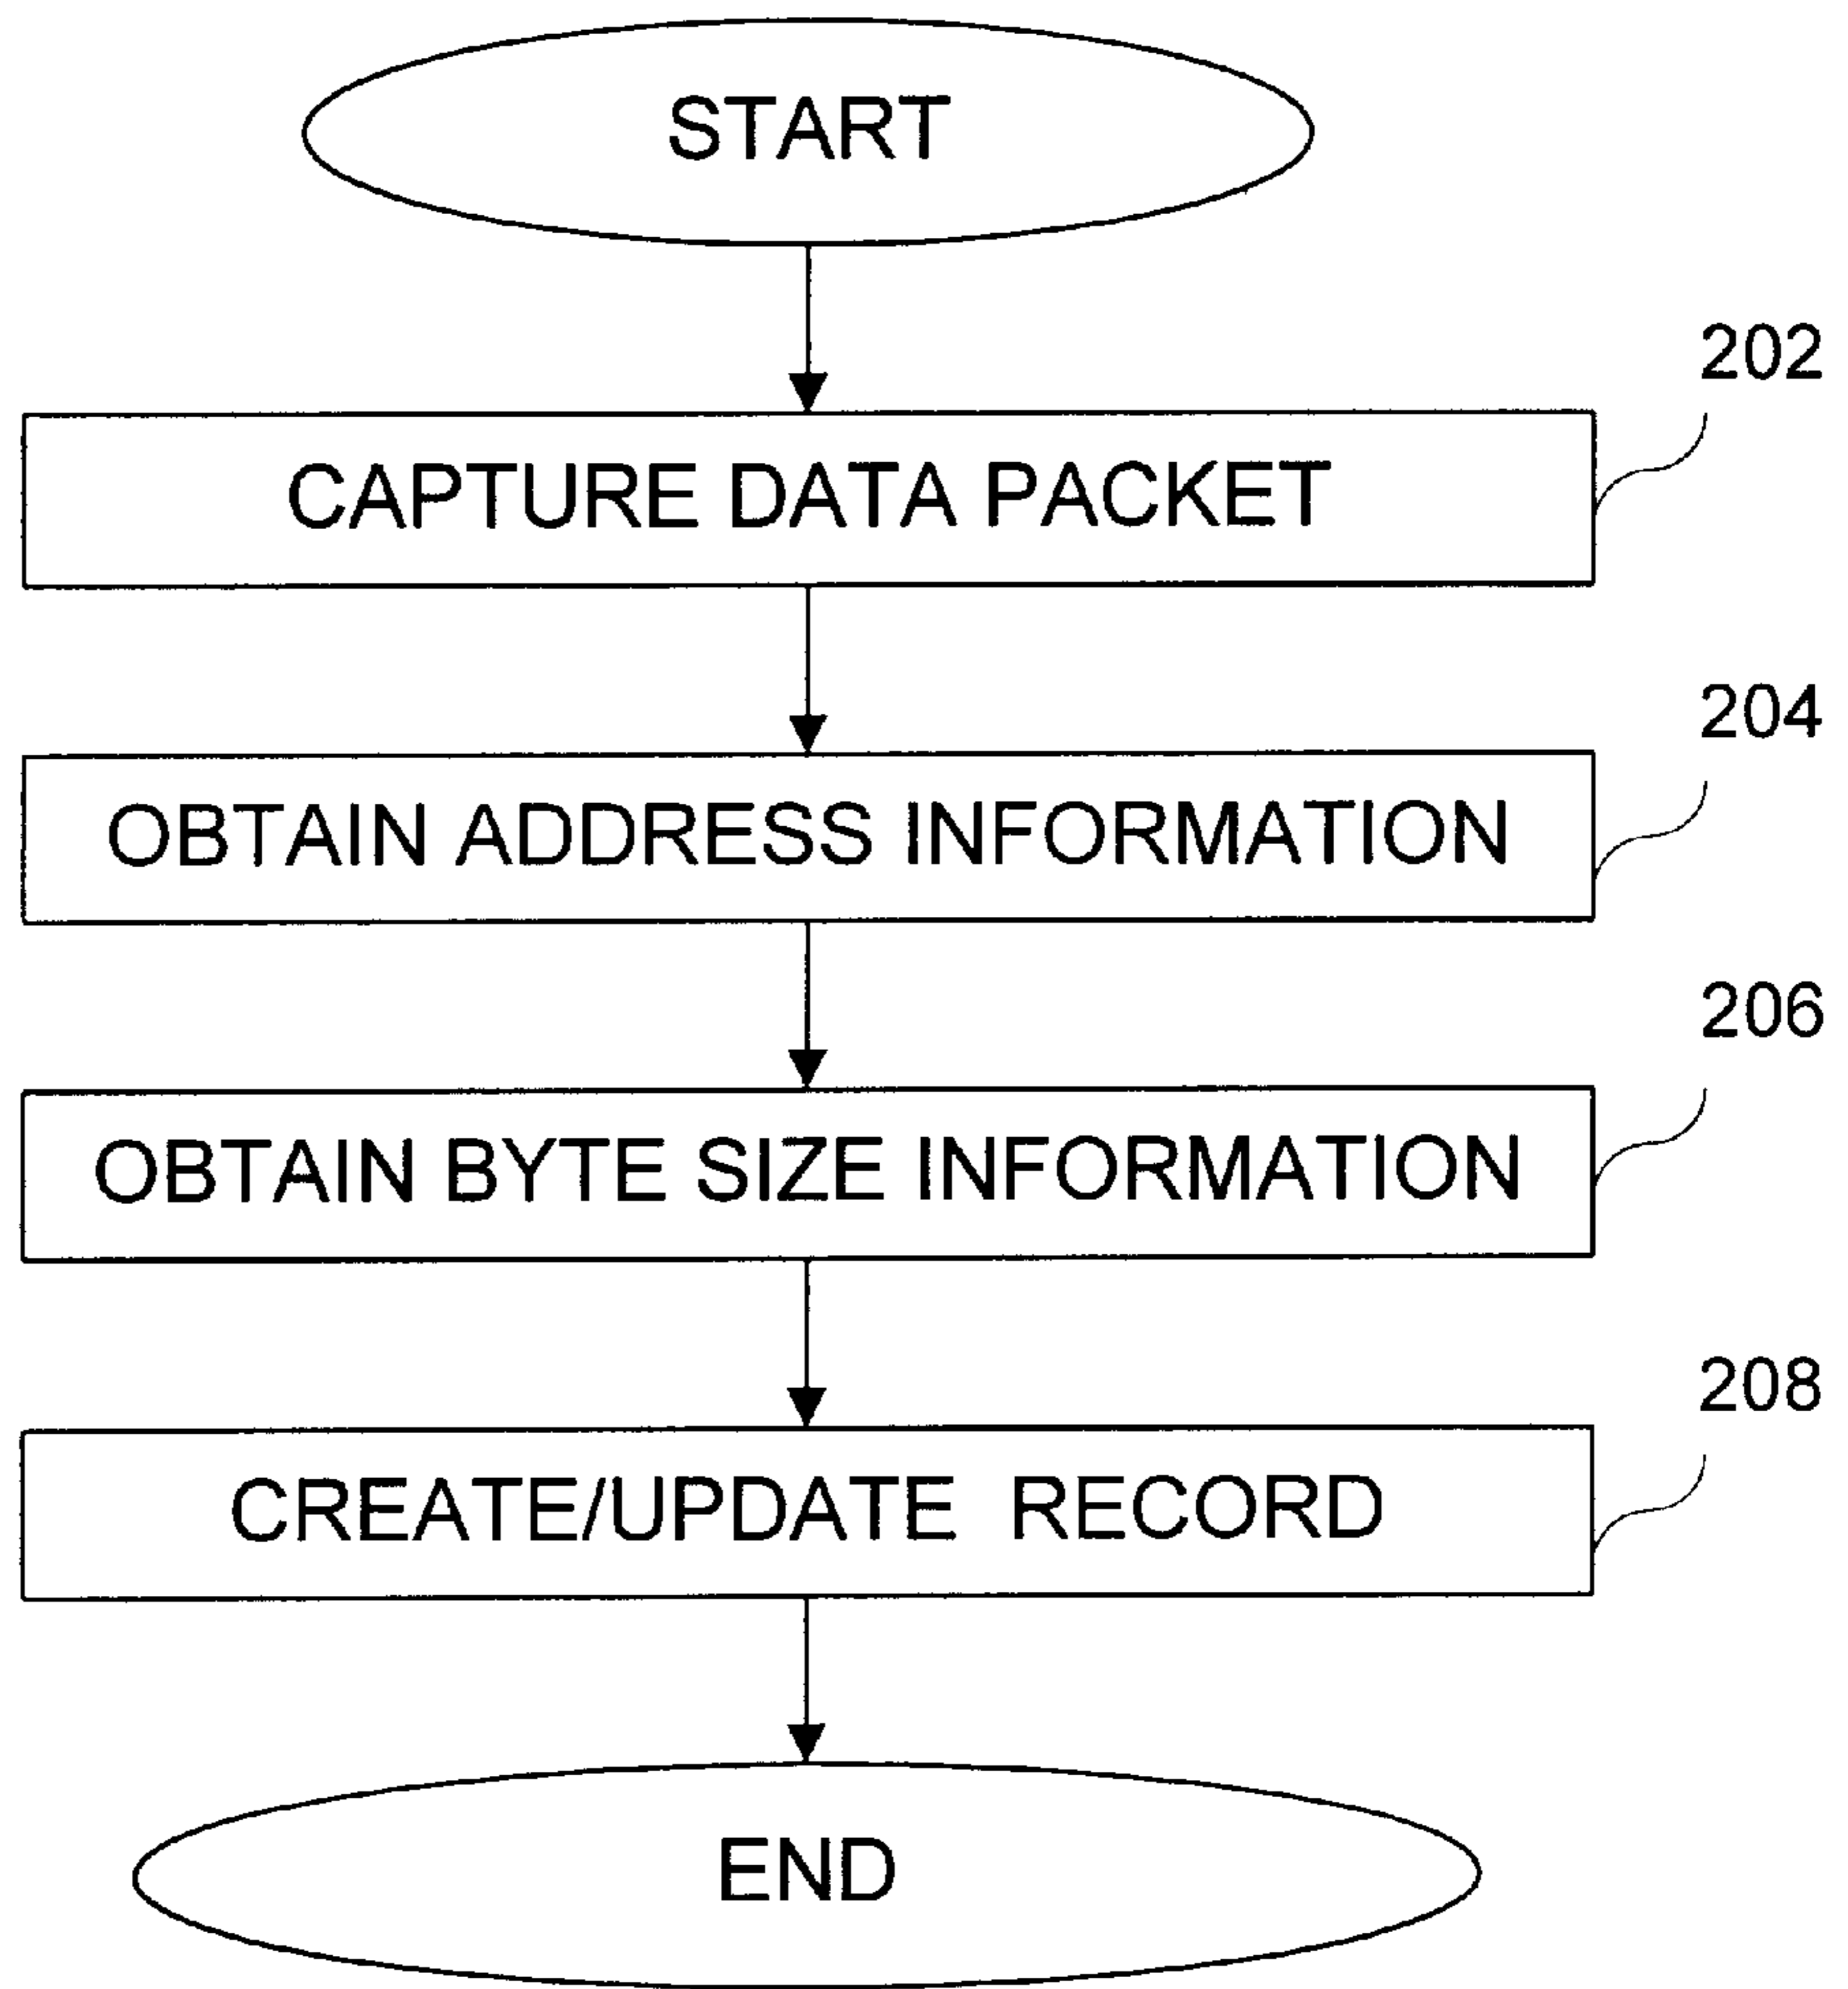 START
202
CAPTURE DATA PACKET
204
OBTAIN ADDRESS INFORMATION
206
OBTAIN BYTE SIZE INFORMATION
208
CREATE/UPDATE RECORD
END